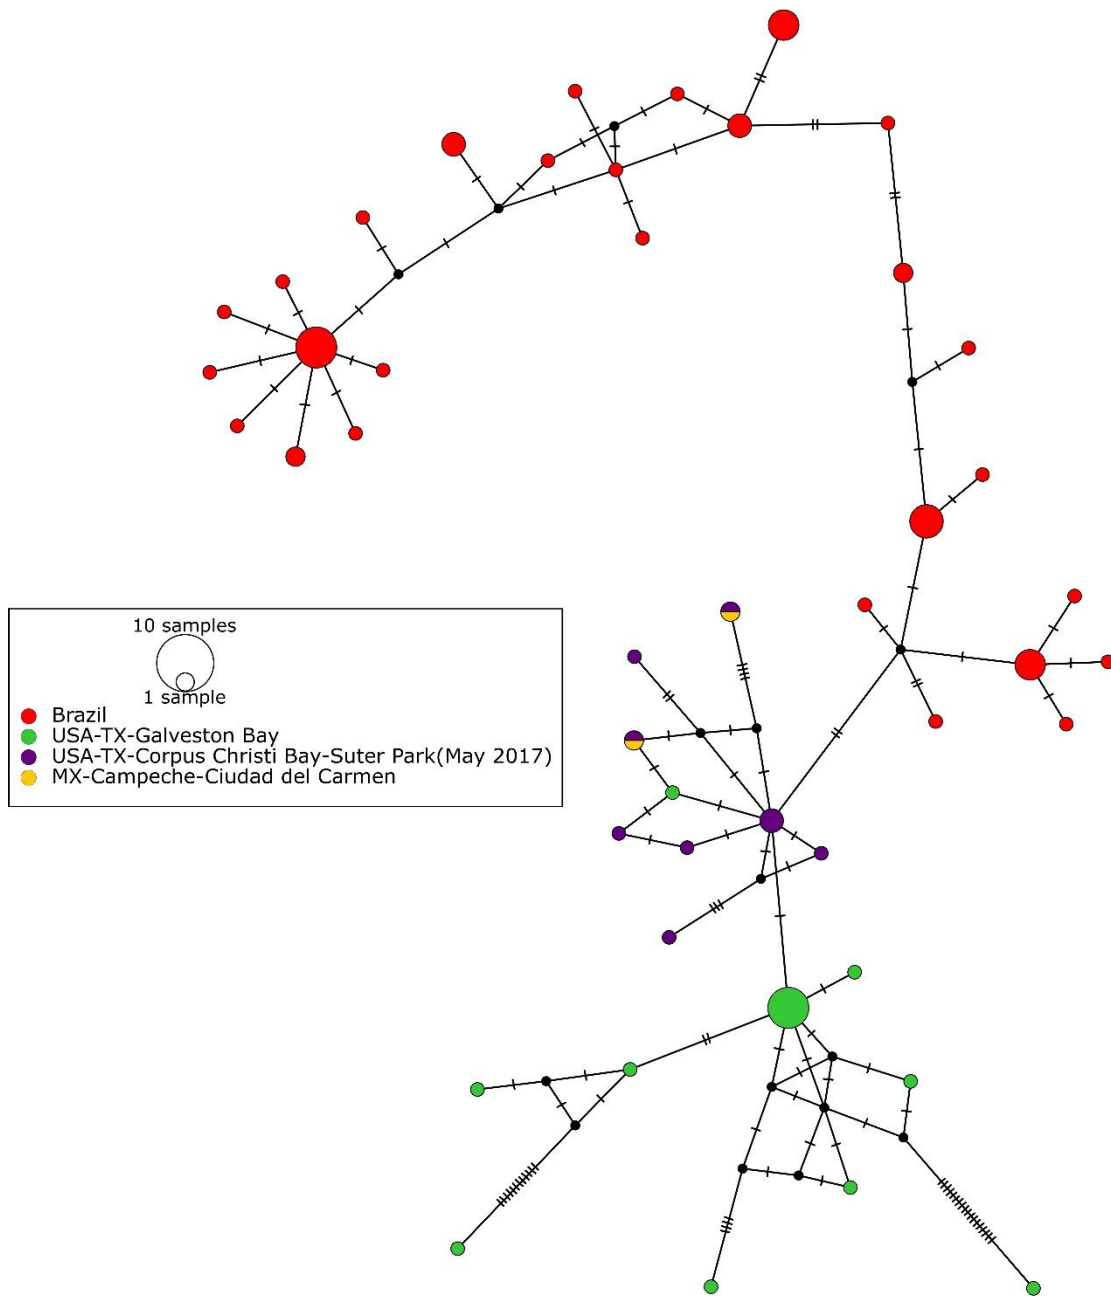 10 samples
1 sample
Brazil
USA-TX-Galveston Bay
USA-TX-Corpus Christi Bay-Suter Park(May 2017)
MX-Campeche-Ciudad del Carmen